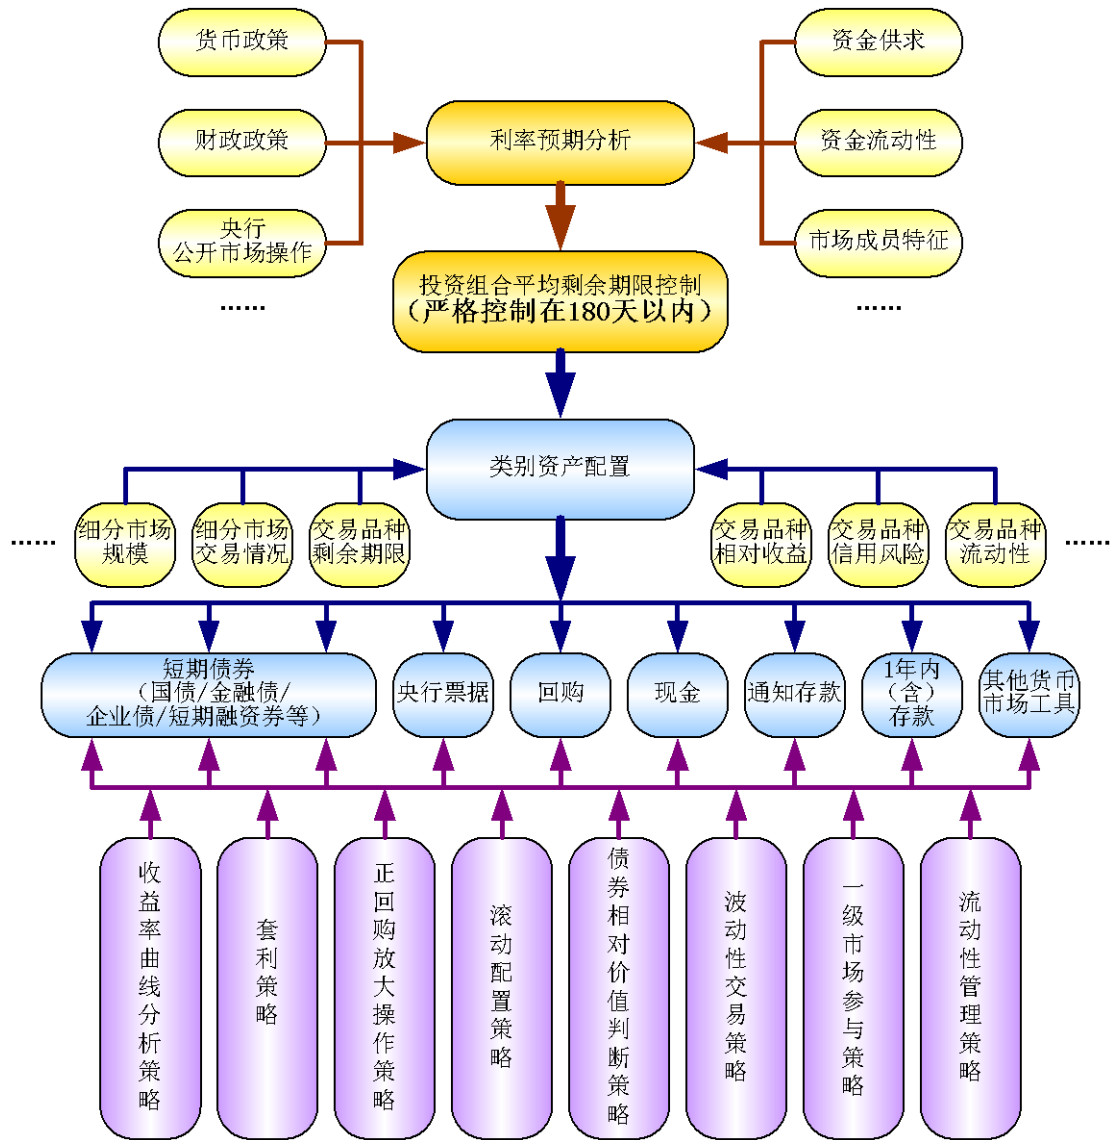 货币政策
资金供求
财政政策
利率预期分析
资金流动性
央行
公开市场操作
市场成员特征
……
……
投资组合平均剩余期限控制
（严格控制在180天以内）
类别资产配置
……
细分市场
规模
细分市场
交易情况
交易品种
剩余期限
交易品种
相对收益
交易品种
信用风险
交易品种
流动性
……
短期债券
（国债/金融债/
企业债/短期融资券等）
央行票据
回购
现金
通知存款
1年内
（含）
存款
其他货币
市场工具
收益率曲线分析策略
套利策略
正回购放大操作策略
滚动配置策略
债券相对价值判断策略
波动性交易策略
一级市场参与策略
流动性管理策略